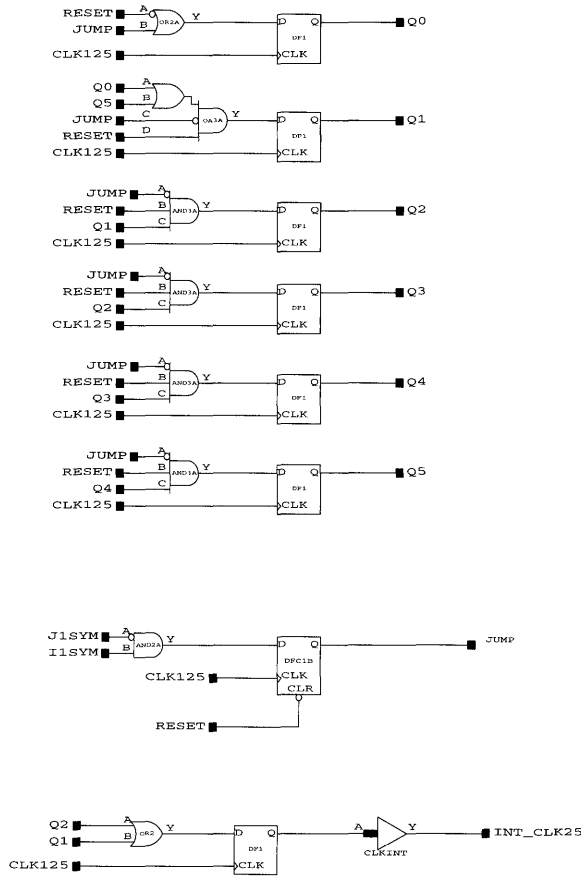 RESET A Y D Q Q0
JUMP B OR2A DF1
CLK125 CLK
Q0 A
Q5 B
JUMP C OA3A Y D Q Q1
RESET D DF1
CLK125 CLK
JUMP A
RESET B AND3A Y D Q Q2
Q1 C DF1
CLK125 CLK
JUMP A
RESET B AND3A Y D Q Q3
Q2 C DF1
CLK125 CLK
JUMP A
RESET B AND3A Y D Q Q4
Q3 C DF1
CLK125 CLK
JUMP A
RESET B AND3A Y D Q Q5
Q4 C DF1
CLK125 CLK
J1SYM A Y D Q JUMP
I1SYM B AND2A DFC1B
CLK125 CLK
CLR
RESET
Q2 A Y D Q A Y INT_CLK25
Q1 B OR2 DF1 CLKINT
CLK125 CLK